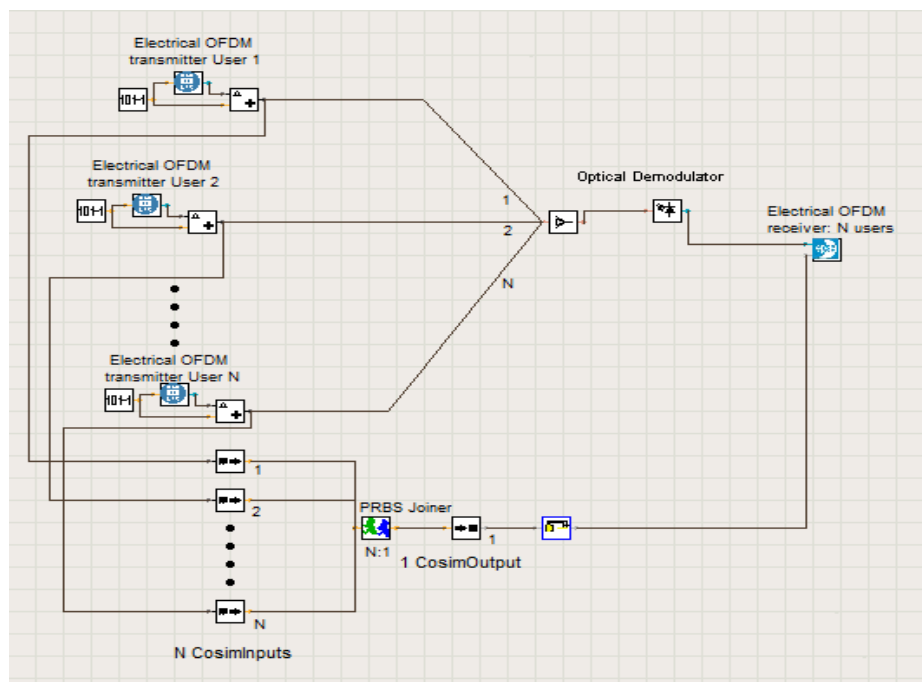 Electrical OFDM
transmitter User 1
Electrical OFDM
transmitter User 2
1
2
N
Optical Demodulator
Electrical OFDM
receiver: N users
Electrical OFDM
transmitter User N
1
2
N
PRBS Joiner
N:1
1 CosimOutput
1
N CosimInputs